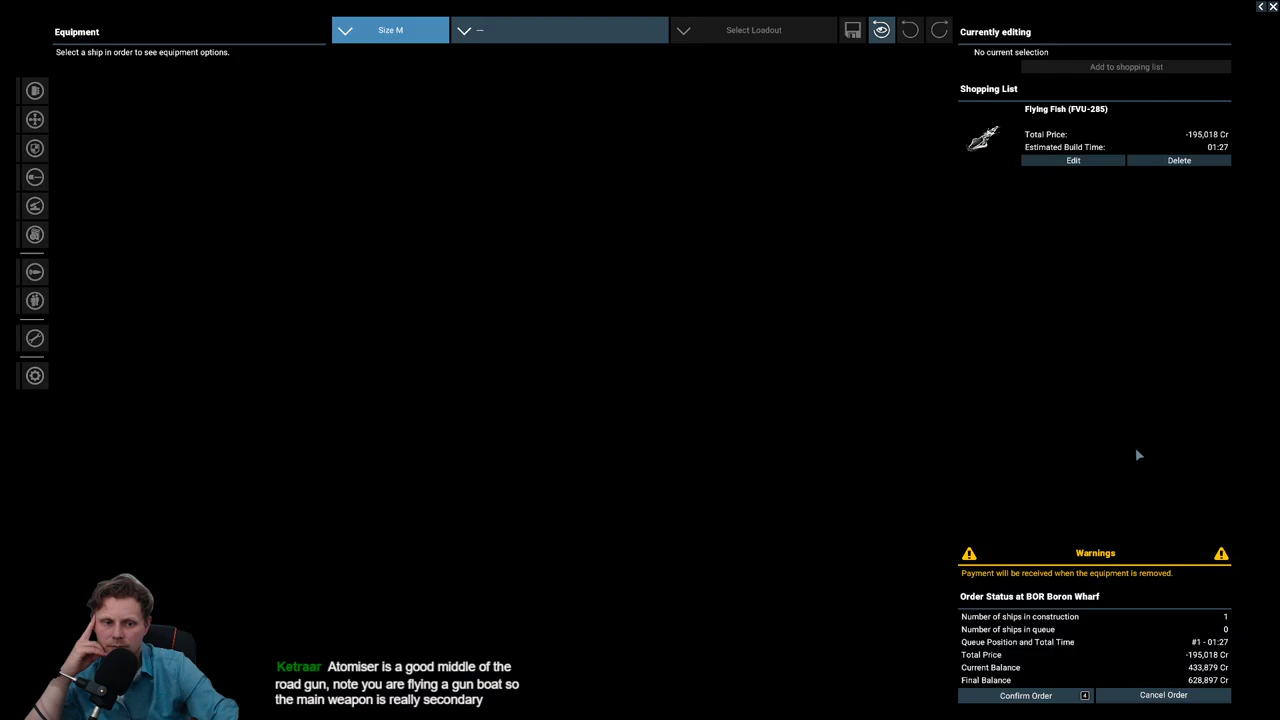 Equipment
Select a ship in order to see equipment options.
Size M
--
Select Loadout
Currently editing
No current selection
Add to shopping list
Shopping List
Flying Fish (FVU-285)
Total Price: -195,018 Cr
Estimated Build Time: 01:27
Edit Delete
Warnings
Payment will be received when the equipment is removed.
Order Status at BOR Boron Wharf
Number of ships in construction 1
Number of ships in queue 0
Queue Position and Total Time #1 - 01:27
Total Price -195,018 Cr
Current Balance 433,879 Cr
Final Balance 628,897 Cr
Confirm Order 4 Cancel Order
Ketraar Atomiser is a good middle of the
road gun, note you are flying a gun boat so
the main weapon is really secondary